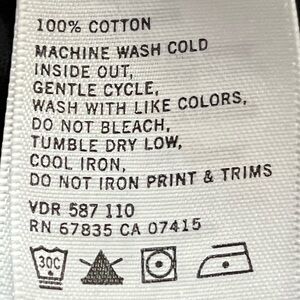 100% COTTON
MACHINE WASH COLD
INSIDE OUT,
GENTLE CYCLE,
WASH WITH LIKE COLORS,
DO NOT BLEACH,
TUMBLE DRY LOW,
COOL IRON,
DO NOT IRON PRINT & TRIMS
VDR 587 110
RN 67835 CA 07415
30C